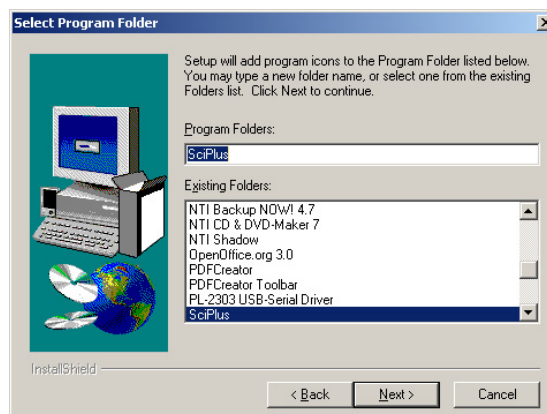 Select Program Folder
Setup will add program icons to the Program Folder listed below.
You may type a new folder name, or select one from the existing
Folders list. Click Next to continue.
Program Folders:
SciPlus
Existing Folders:
NTI Backup NOW! 4.7
NTI CD & DVD-Maker 7
NTI Shadow
OpenOffice.org 3.0
PDFCreator
PDFCreator Toolbar
PL-2303 USB-Serial Driver
SciPlus
InstallShield
< Back
Next >
Cancel